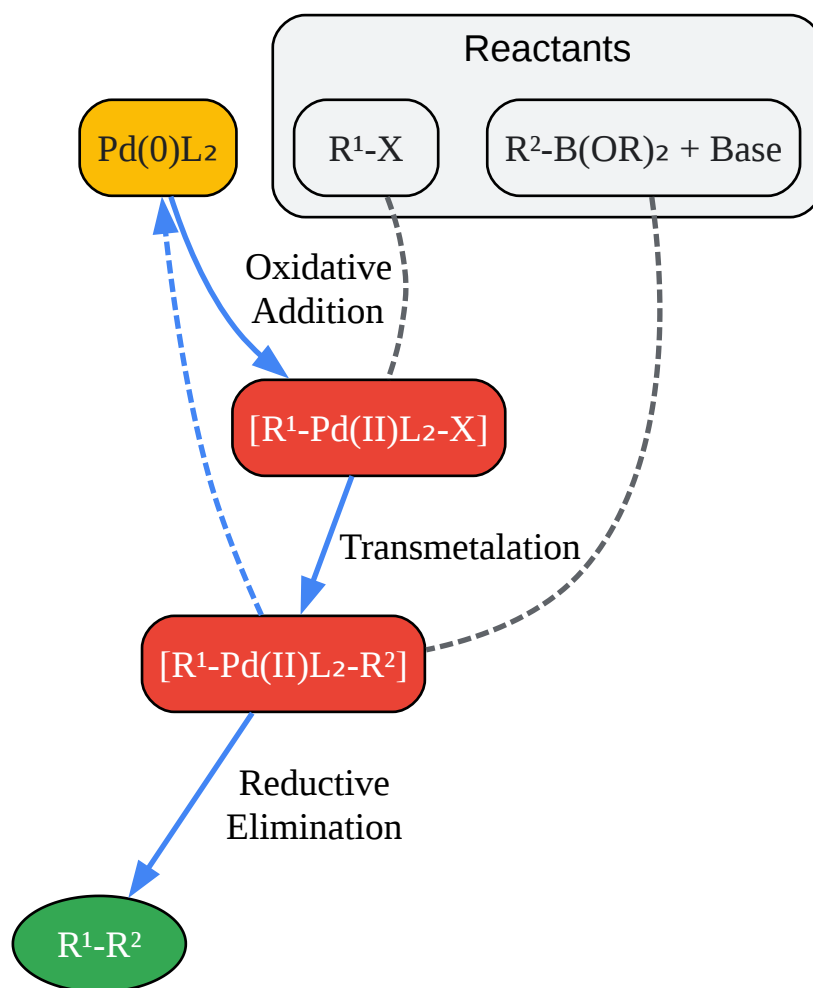 Reactants
Pd(0)L₂
R¹-X
R²-B(OR)₂ + Base
Oxidative
Addition
[R¹-Pd(II)L₂-X]
Transmetalation
[R¹-Pd(II)L₂-R²]
Reductive
Elimination
R¹-R²